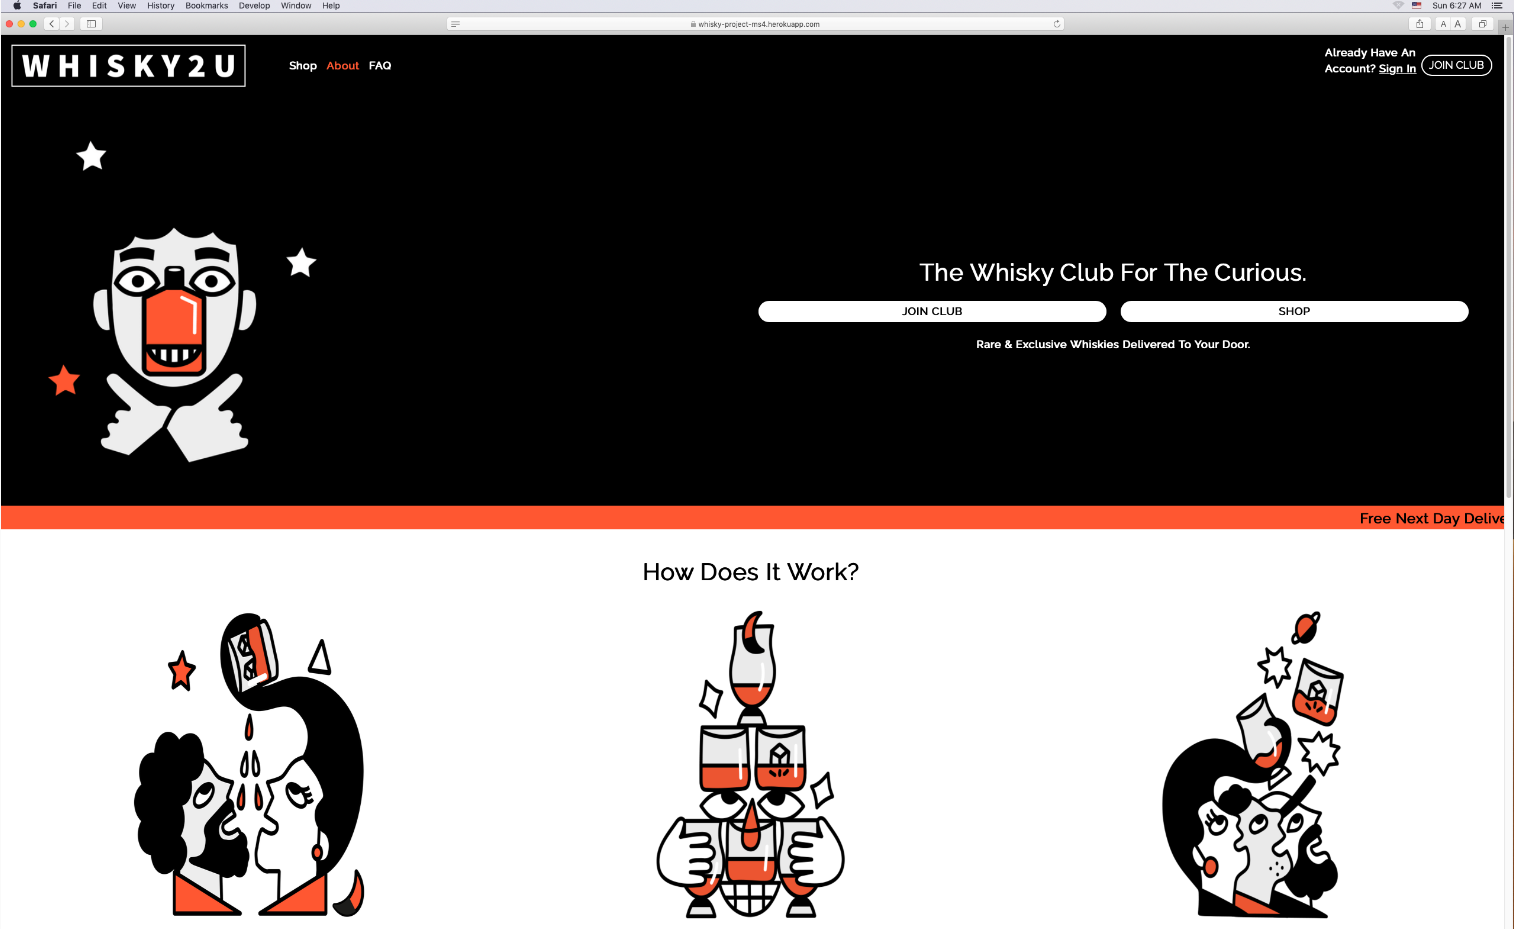 Safari File Edit View History Bookmarks Develop Window Help
Sun 6:27 AM
whisky-project-ms4.herokuapp.com
A A
WHISKY2U
Shop About FAQ
Already Have An
Account? Sign In
JOIN CLUB
The Whisky Club For The Curious.
JOIN CLUB
SHOP
Rare & Exclusive Whiskies Delivered To Your Door.
Free Next Day Delive
How Does It Work?